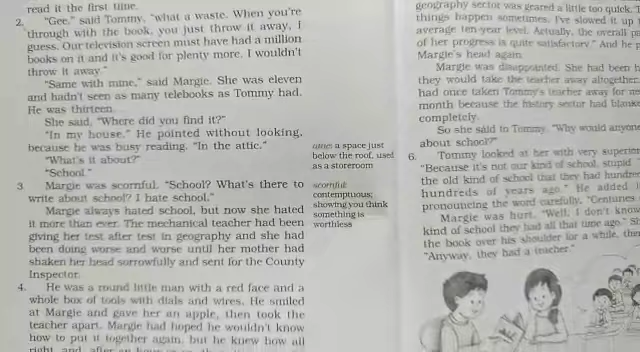 read it the first time.
2. "Gee," said Tommy, "what a waste. When you're
through with the book, you just throw it away, I
guess. Our television screen must have had a million
books on it and it's good for plenty more. I wouldn't
throw it away."
"Same with mine," said Margie. She was eleven
and hadn't seen as many telebooks as Tommy had.
He was thirteen.
She said, "Where did you find it?"
"In my house." He pointed without looking,
because he was busy reading. "In the attic."
"What's it about?"
"School."
3. Margie was scornful. "School? What's there to
write about school? I hate school."
Margie always hated school, but now she hated
it more than ever. The mechanical teacher had been
giving her test after test in geography and she had
been doing worse and worse until her mother had
shaken her head sorrowfully and sent for the County
Inspector.
4. He was a round little man with a red face and a
whole box of tools with dials and wires. He smiled
at Margie and gave her an apple, then took the
teacher apart. Margie had hoped he wouldn't know
how to put it together again, but he knew how all
right, and, after an hour
attic: a space just
below the roof, used
as a storeroom
scornful:
contemptuous;
showing you think
something is
worthless
geography sector was geared a little too quick.
things happen sometimes. I've slowed it up
average ten-year level. Actually, the overall
of her progress is quite satisfactory." And he
Margie's head again.
Margie was disappointed. She had been
they would take the teacher away altogether.
had once taken Tommy's teacher away for
month because the history sector had
completely.
So she said to Tommy, "Why would
about school?"
6. Tommy looked at her with very superior
"Because it's not our kind of school, stupid
the old kind of school that they had
hundreds of years ago." He added
pronouncing the word carefully, "Centuries
Margie was hurt. "Well, I don't know
kind of school they had all that time ago."
the book over his shoulder for a while, then
"Anyway, they had a teacher."